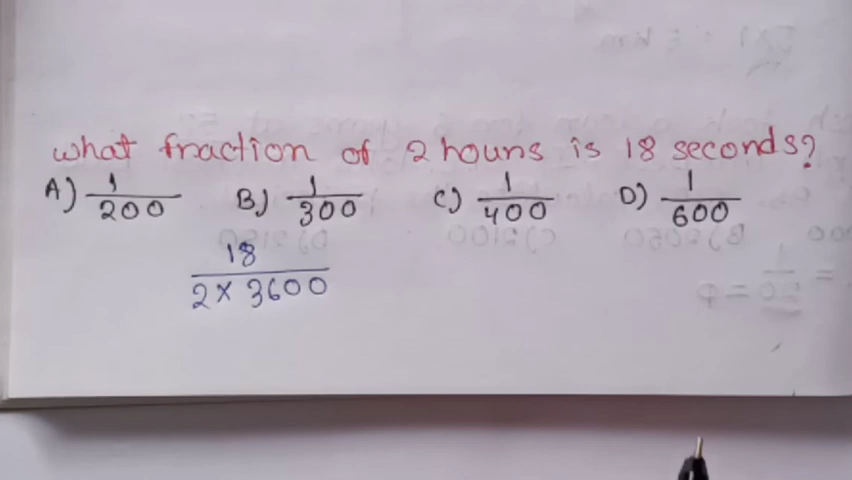 what fraction of 2 hours is 18 seconds?
A) 1/200 B) 1/300 C) 1/400 D) 1/600
18
2 × 3600